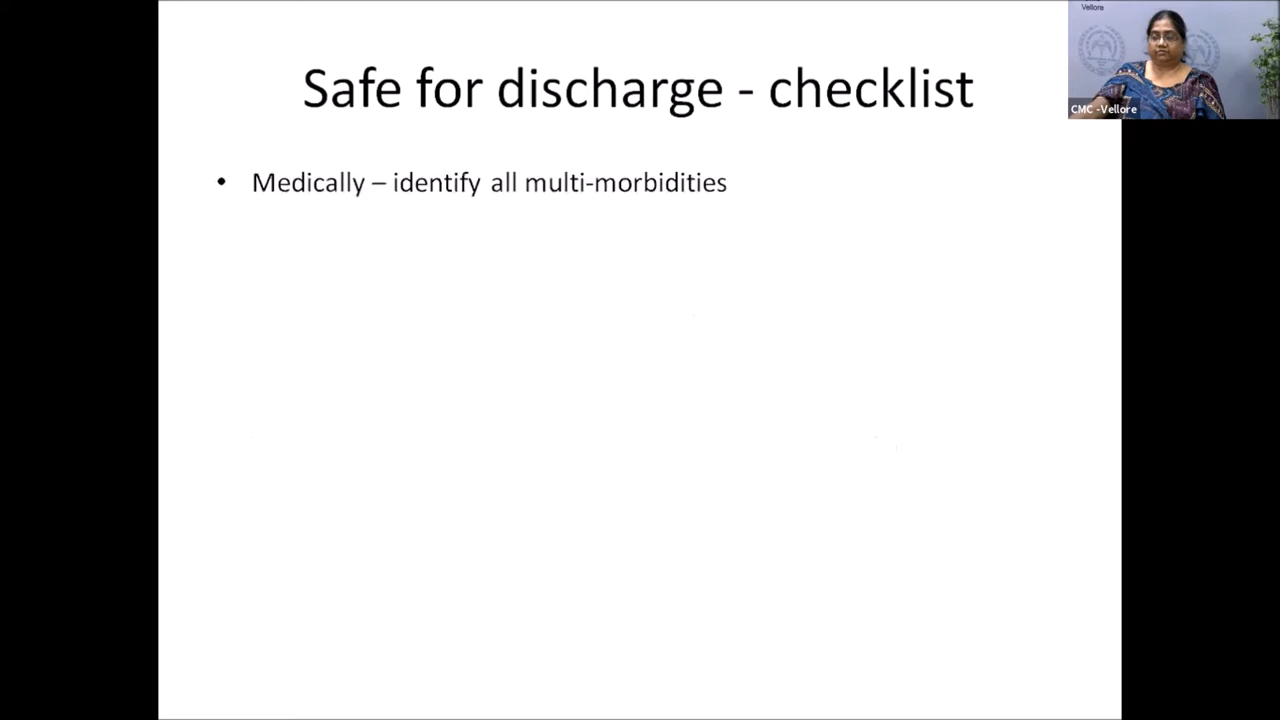 Vellore
Safe for discharge - checklist
CMC -Vellore
• Medically – identify all multi-morbidities